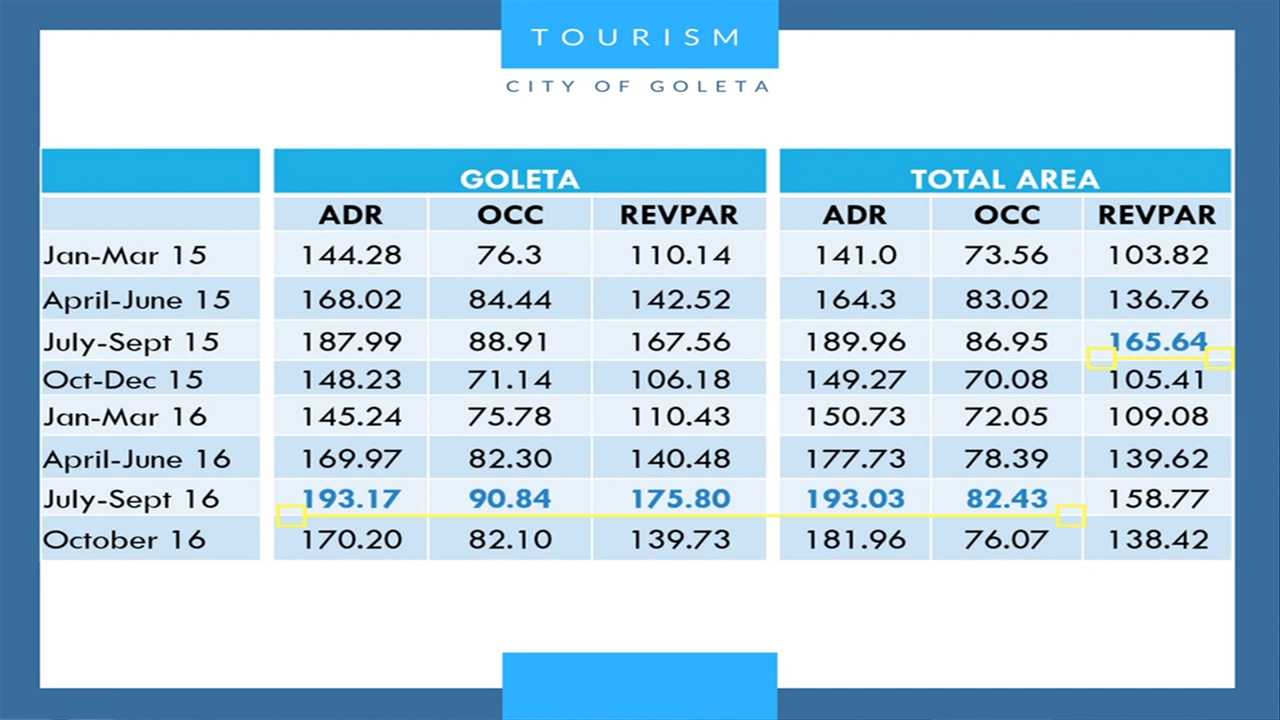 TOURISM
CITY OF GOLETA
GOLETA TOTAL AREA
ADR OCC REVPAR ADR OCC REVPAR
Jan-Mar 15 144.28 76.3 110.14 141.0 73.56 103.82
April-June 15 168.02 84.44 142.52 164.3 83.02 136.76
July-Sept 15 187.99 88.91 167.56 189.96 86.95 165.64
Oct-Dec 15 148.23 71.14 106.18 149.27 70.08 105.41
Jan-Mar 16 145.24 75.78 110.43 150.73 72.05 109.08
April-June 16 169.97 82.30 140.48 177.73 78.39 139.62
July-Sept 16 193.17 90.84 175.80 193.03 82.43 158.77
October 16 170.20 82.10 139.73 181.96 76.07 138.42